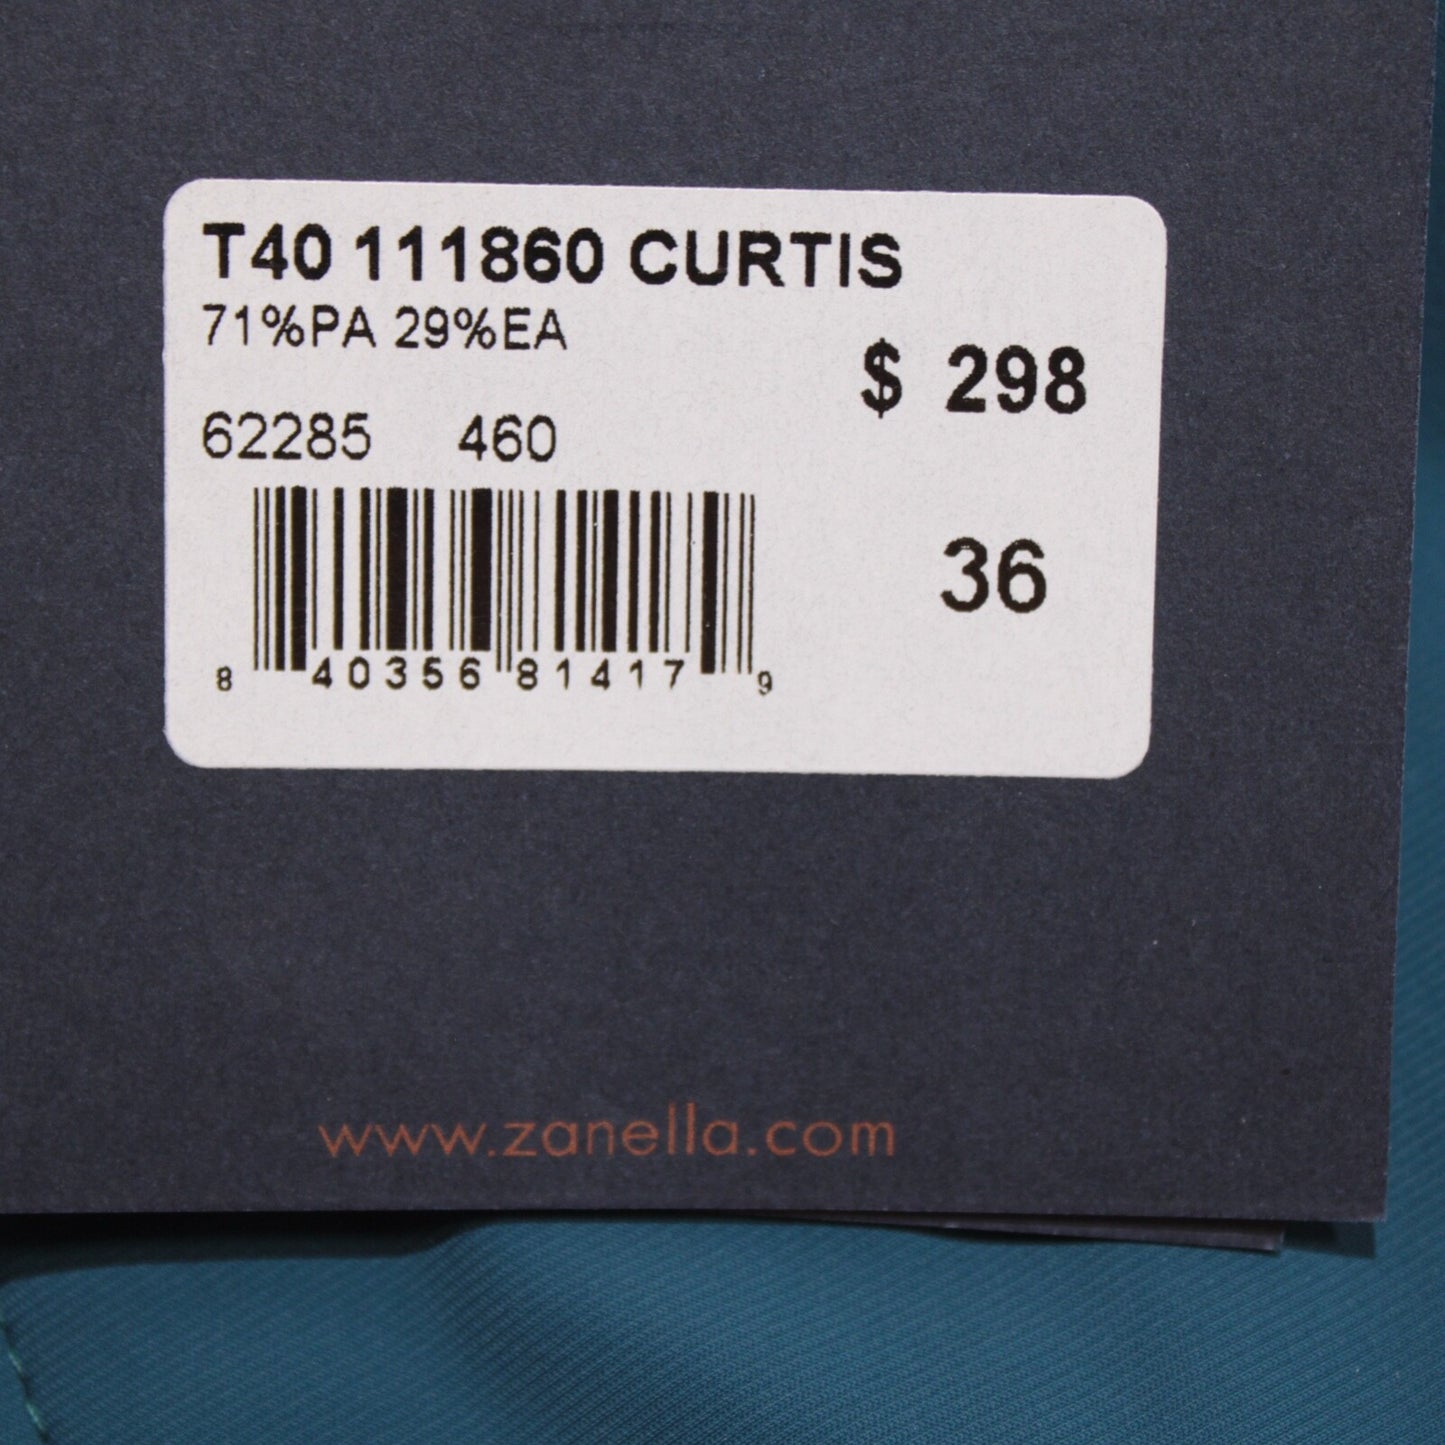 T40 111860 CURTIS
71%PA 29%EA
$ 298
62285 460
36
8 40356 81417 9
www.zanella.com